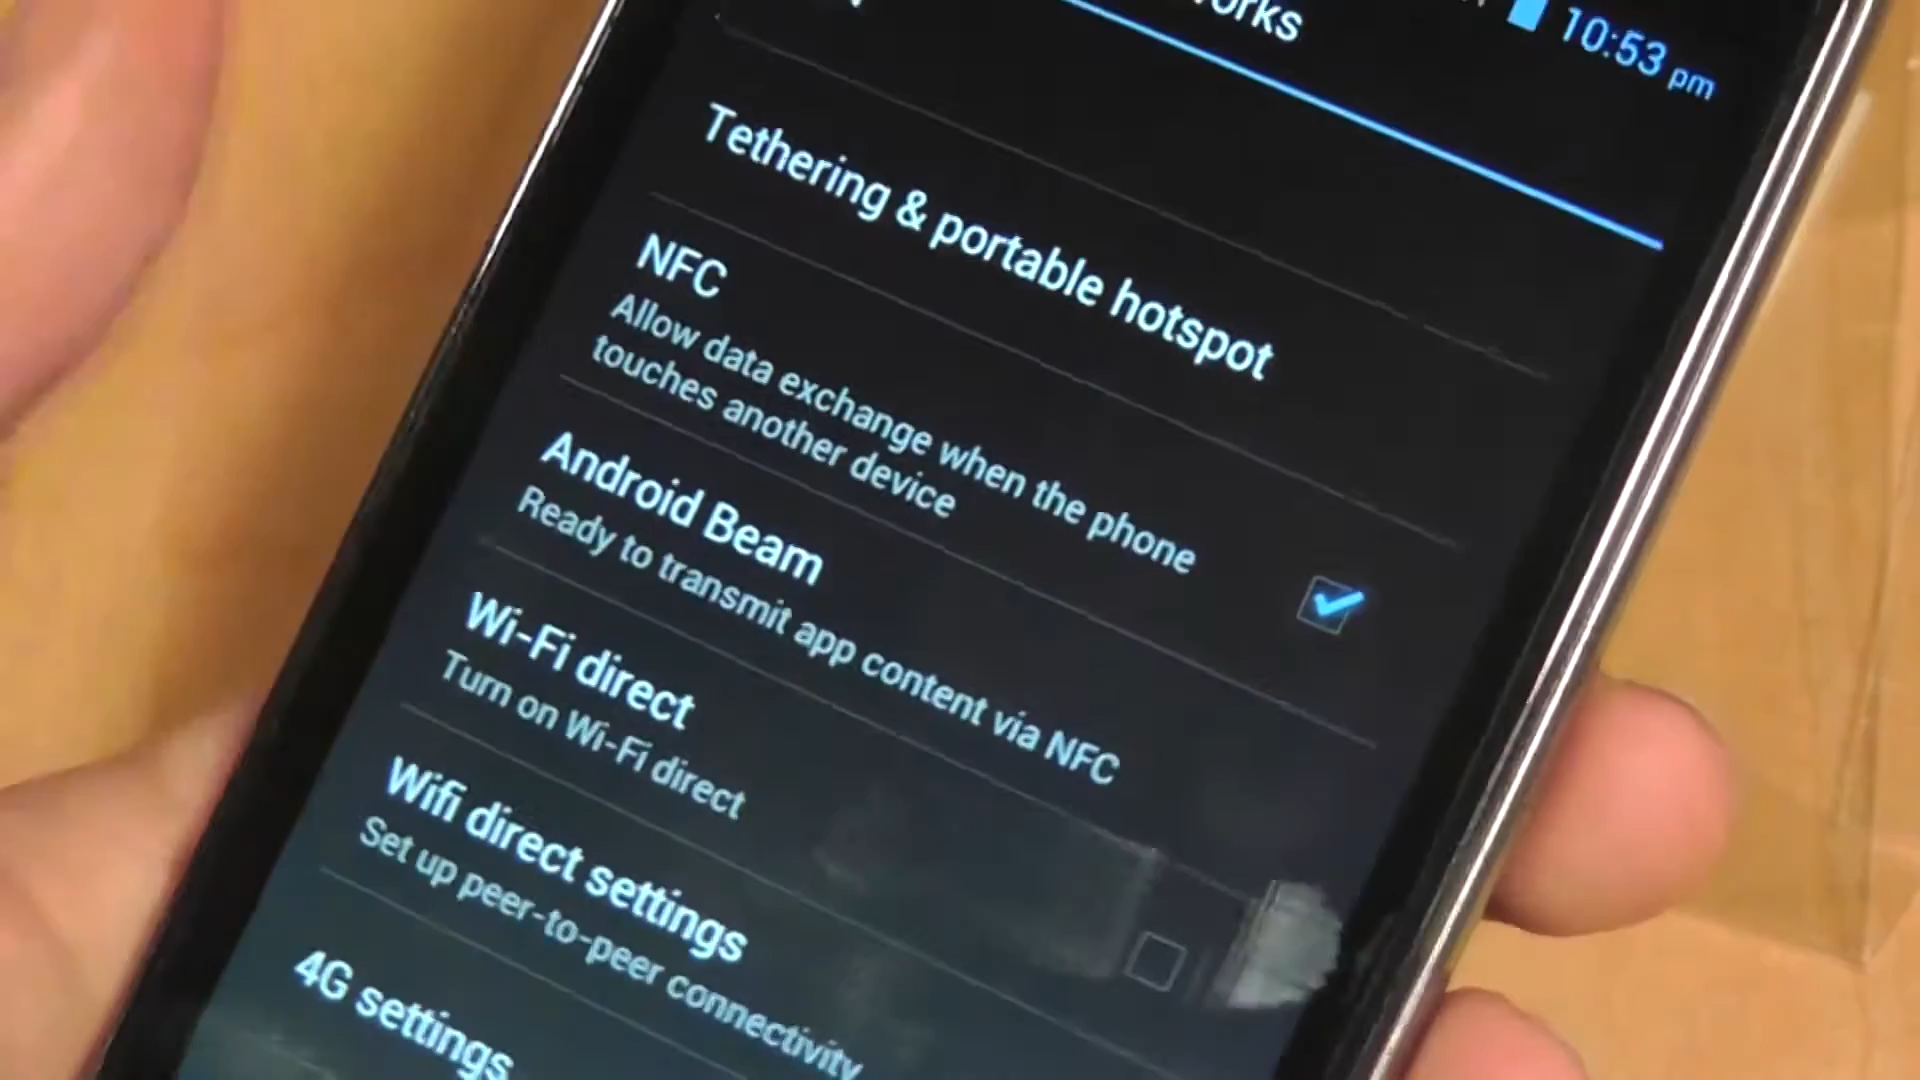 10:53 pm
Tethering & portable hotspot
NFC
Allow data exchange when the phone
touches another device
Android Beam
Ready to transmit app content via NFC
Wi-Fi direct
Turn on Wi-Fi direct
Wifi direct settings
Set up peer-to-peer connectivity
4G settings